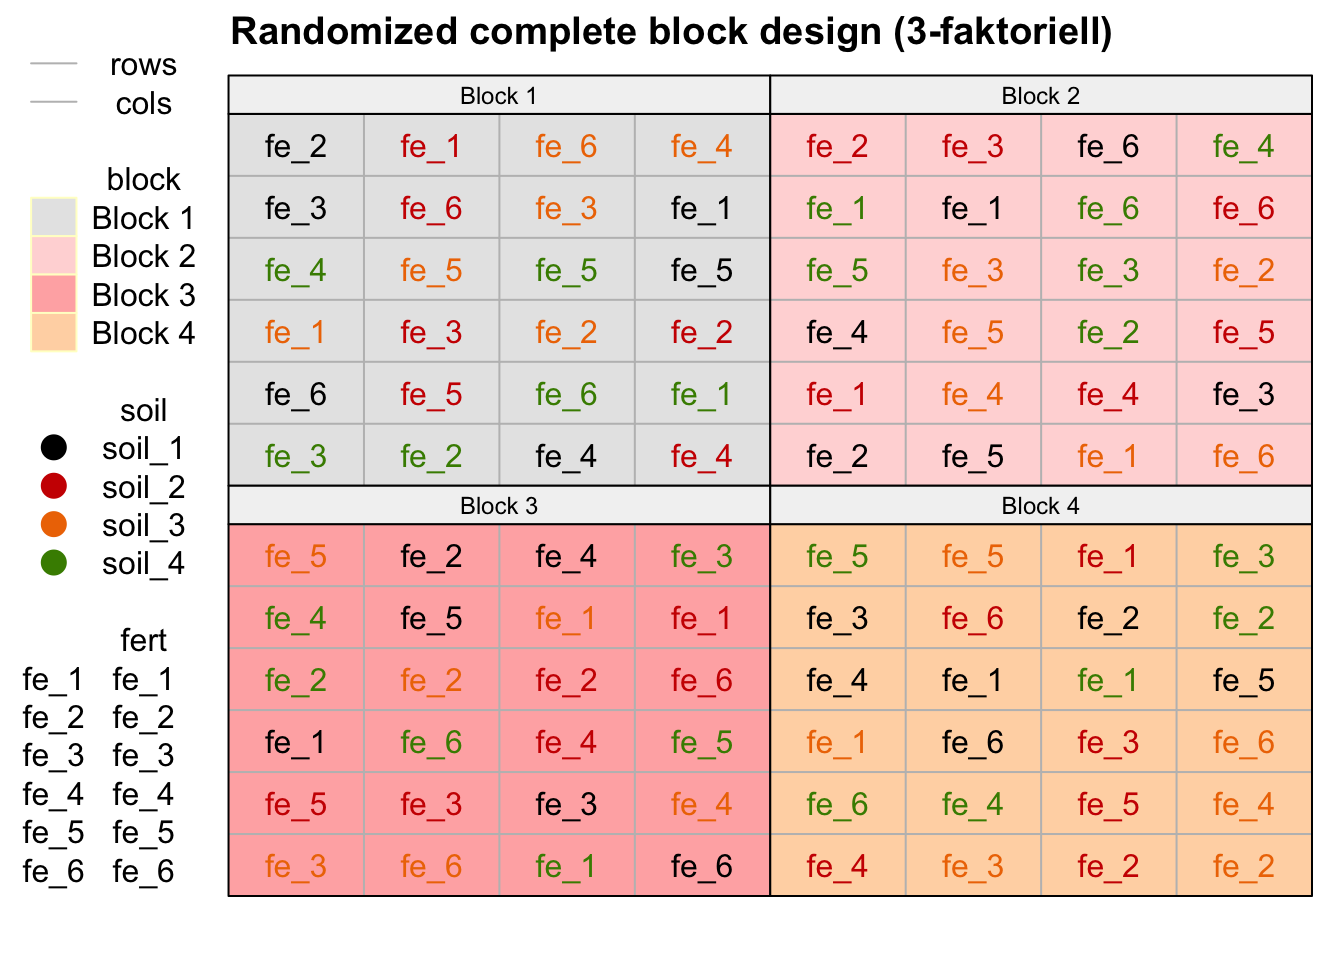 Randomized complete block design (3-faktoriell)
rows
cols
block
Block 1
Block 2
Block 3
Block 4
soil
soil_1
soil_2
soil_3
soil_4
fert
fe_1 fe_1
fe_2 fe_2
fe_3 fe_3
fe_4 fe_4
fe_5 fe_5
fe_6 fe_6
Block 1
fe_2 fe_1 fe_6 fe_4
fe_3 fe_6 fe_3 fe_1
fe_4 fe_5 fe_5 fe_5
fe_1 fe_3 fe_2 fe_2
fe_6 fe_5 fe_6 fe_1
fe_3 fe_2 fe_4 fe_4
Block 2
fe_2 fe_3 fe_6 fe_4
fe_1 fe_1 fe_6 fe_6
fe_5 fe_3 fe_3 fe_2
fe_4 fe_5 fe_2 fe_5
fe_1 fe_4 fe_4 fe_3
fe_2 fe_5 fe_1 fe_6
Block 3
fe_5 fe_2 fe_4 fe_3
fe_4 fe_5 fe_1 fe_1
fe_2 fe_2 fe_2 fe_6
fe_1 fe_6 fe_4 fe_5
fe_5 fe_3 fe_3 fe_4
fe_3 fe_6 fe_1 fe_6
Block 4
fe_5 fe_5 fe_1 fe_3
fe_3 fe_6 fe_2 fe_2
fe_4 fe_1 fe_1 fe_5
fe_1 fe_6 fe_3 fe_6
fe_6 fe_4 fe_5 fe_4
fe_4 fe_3 fe_2 fe_2